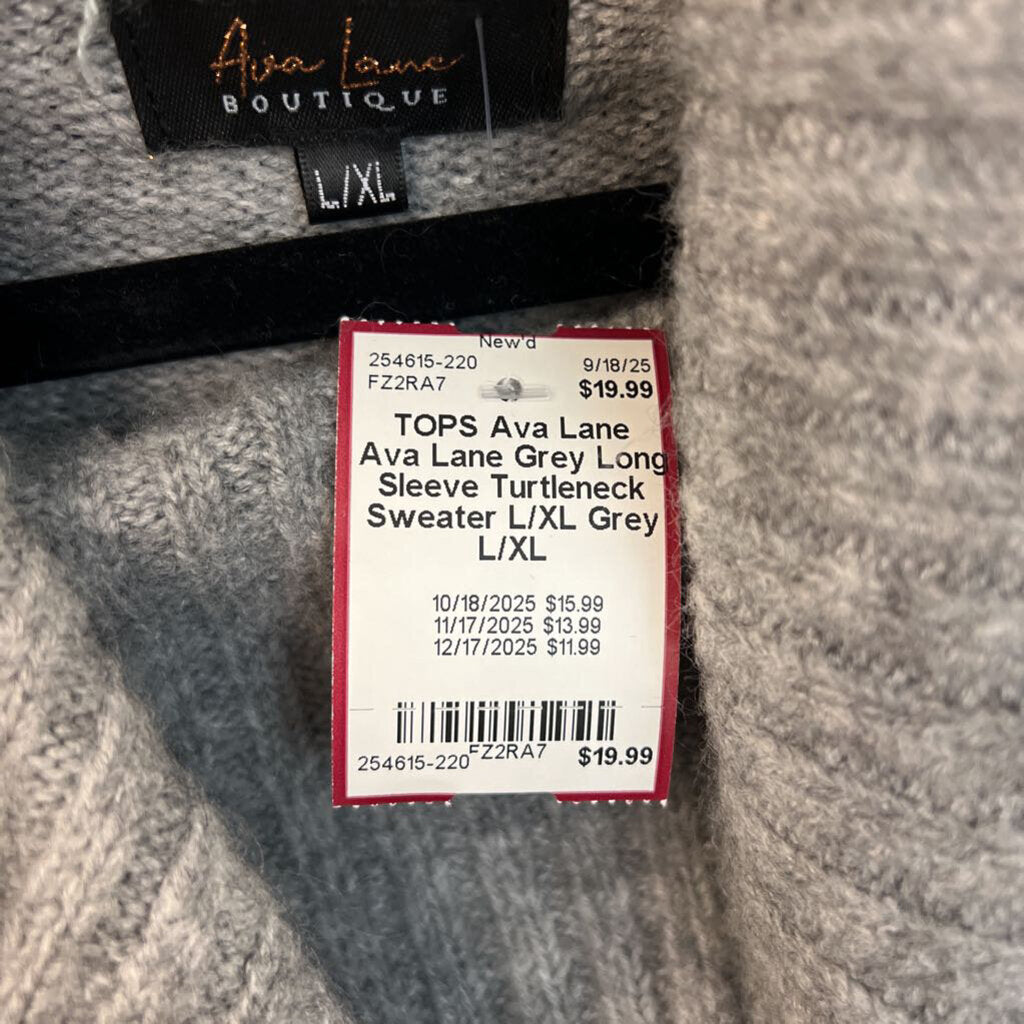 Ava Lane
BOUTIQUE
L/XL
New'd
254615-220 9/18/25
FZ2RA7 $19.99
TOPS Ava Lane
Ava Lane Grey Long
Sleeve Turtleneck
Sweater L/XL Grey
L/XL
10/18/2025 $15.99
11/17/2025 $13.99
12/17/2025 $11.99
254615-220 FZ2RA7 $19.99